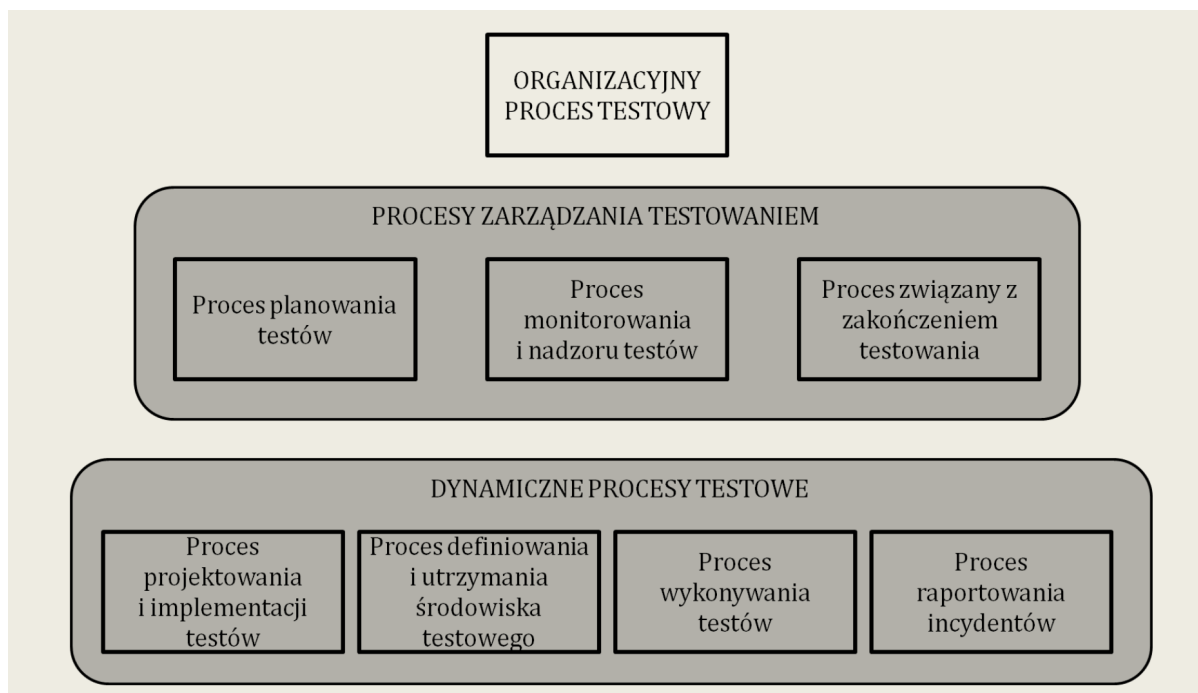 ORGANIZACYJNY
PROCES TESTOWY
PROCESY ZARZĄDZANIA TESTOWANIEM
Proces planowania
testów
Proces
monitorowania
i nadzoru testów
Proces związany z
zakończeniem
testowania
DYNAMICZNE PROCESY TESTOWE
Proces
projektowania
i implementacji
testów
Proces definiowania
i utrzymania
środowiska
testowego
Proces
wykonywania
testów
Proces
raportowania
incydentów